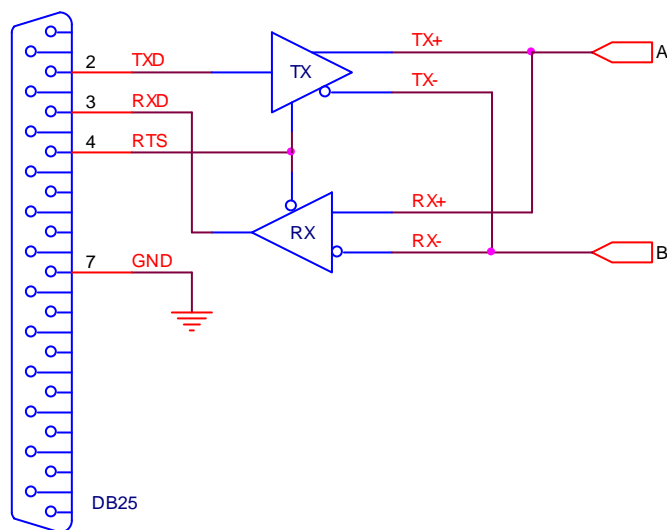 TX+
A
2 TXD
TX
TX-
3 RXD
4 RTS
RX+
RX
RX-
B
7 GND
DB25